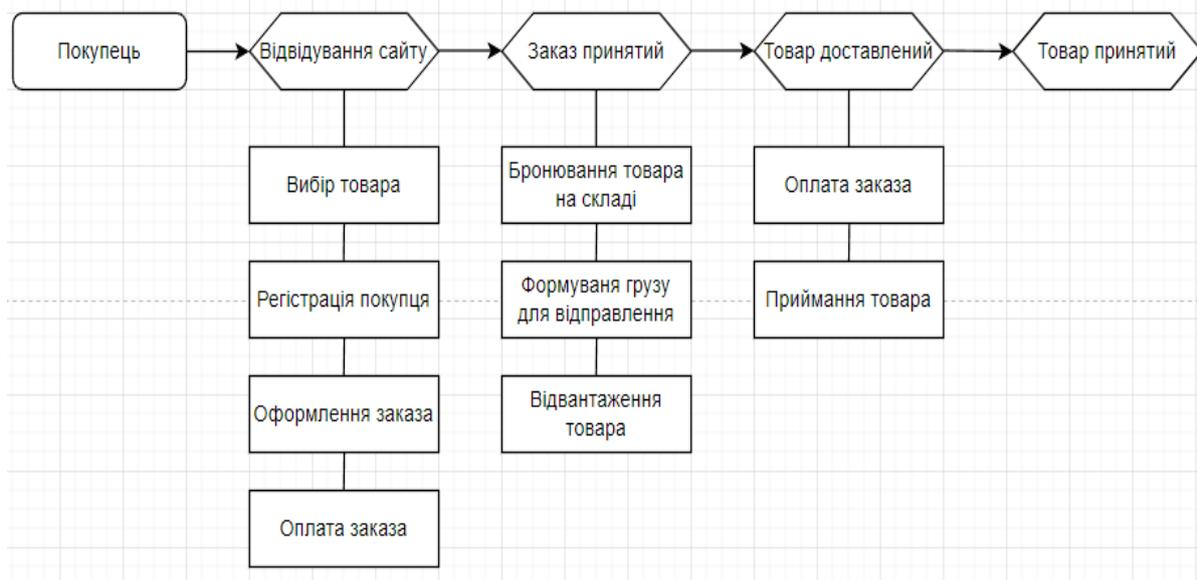 Покупець
Відвідування сайту
Заказ принятий
Товар доставлений
Товар принятий
Вибір товара
Регістрація покупця
Оформлення заказа
Оплата заказа
Бронювання товара
на складі
Формуваня грузу
для відправлення
Відвантаження
товара
Оплата заказа
Приймання товара